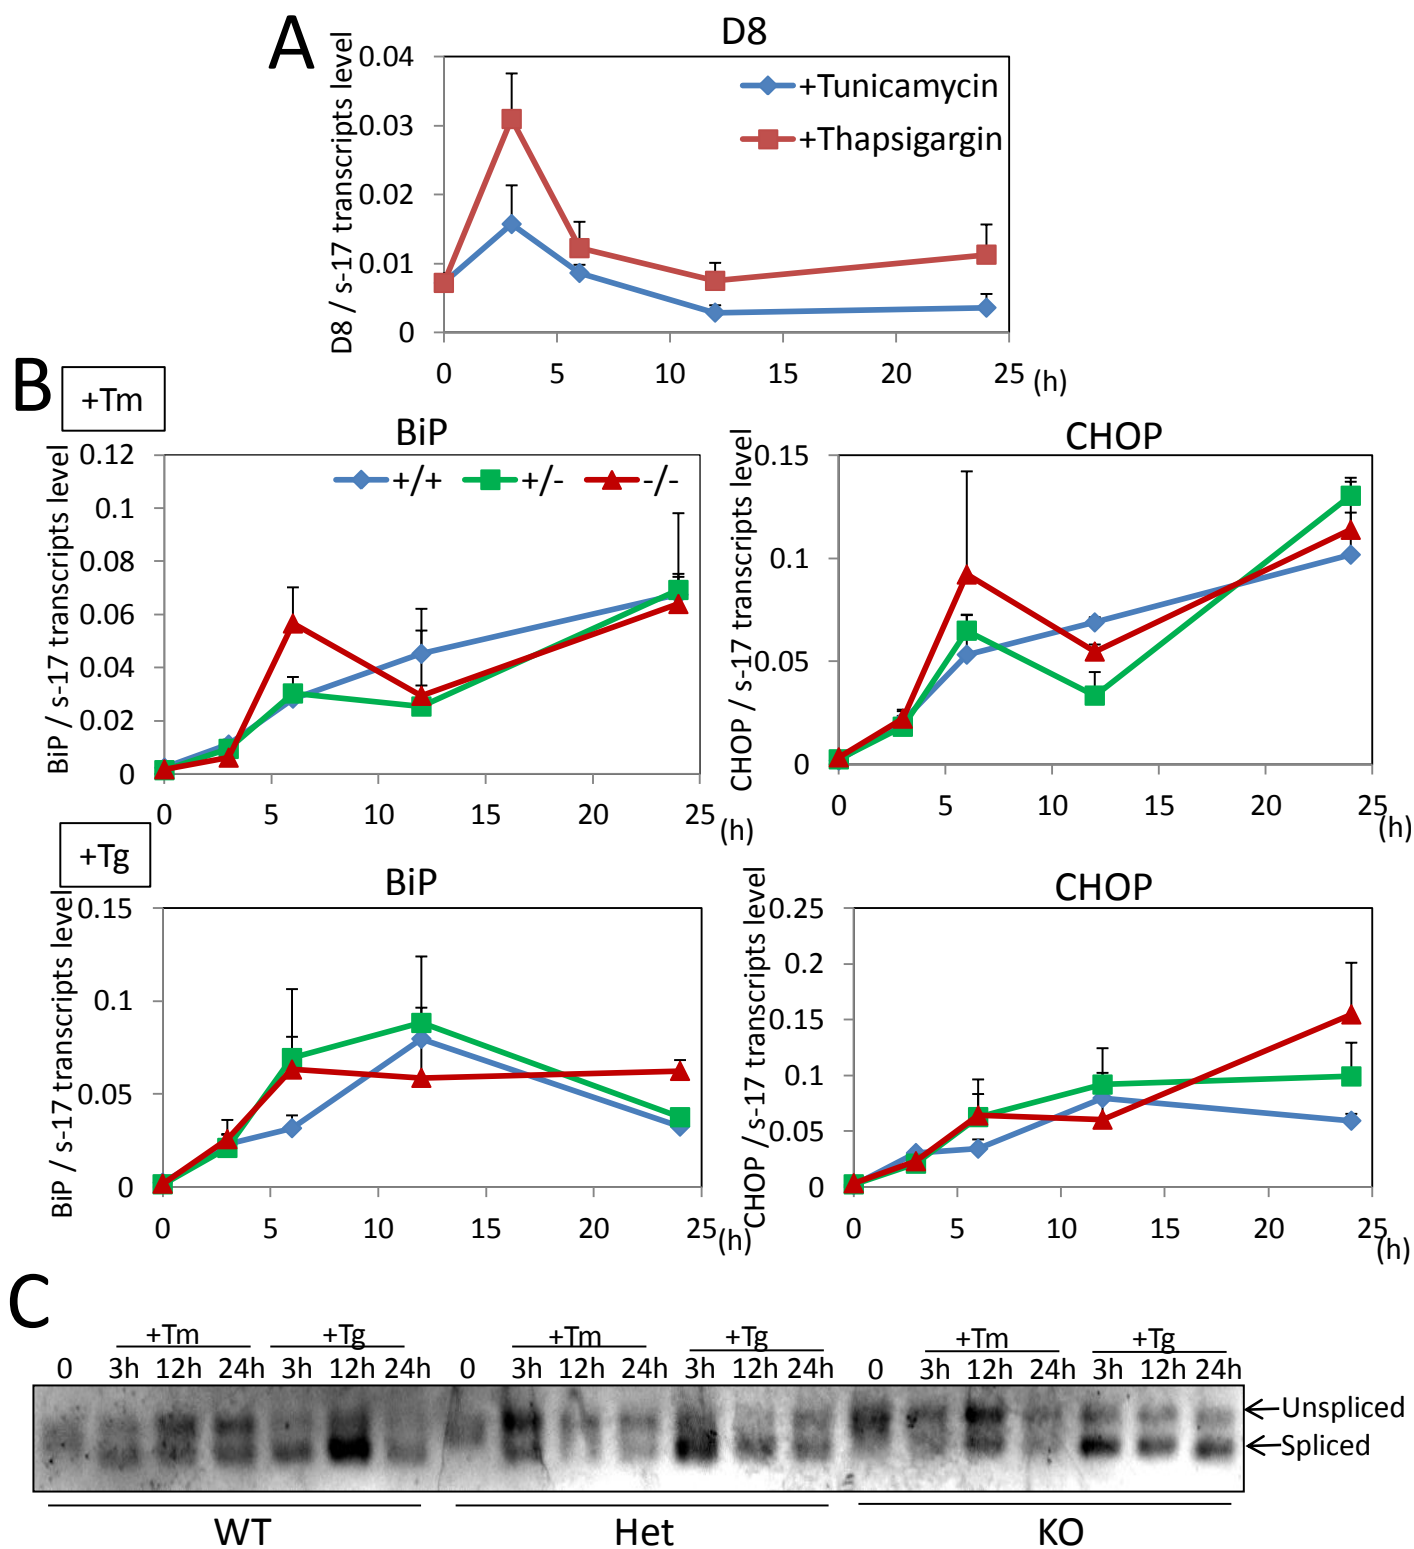 A
D8
D8 / s-17 transcripts level
0.04
0.03
0.02
0.01
0
+Tunicamycin
+Thapsigargin
0 5 10 15 20 25 (h)
B
+Tm
BiP
BiP / s-17 transcripts level
0.12
0.1
0.08
0.06
0.04
0.02
0
+/+ +/- -/-
0 5 10 15 20 25
(h)
CHOP
CHOP / s-17 transcripts level
0.15
0.1
0.05
0
0 5 10 15 20 25
(h)
+Tg
BiP
BiP / s-17 transcripts level
0.15
0.1
0.05
0
0 5 10 15 20 25
(h)
CHOP
CHOP / s-17 transcripts level
0.25
0.2
0.15
0.1
0.05
0
0 5 10 15 20 25
(h)
C
+Tm +Tg +Tm +Tg +Tm +Tg
0 3h 12h 24h 3h 12h 24h 0 3h 12h 24h 3h 12h 24h 0 3h 12h 24h 3h 12h 24h
Unspliced
Spliced
WT Het KO